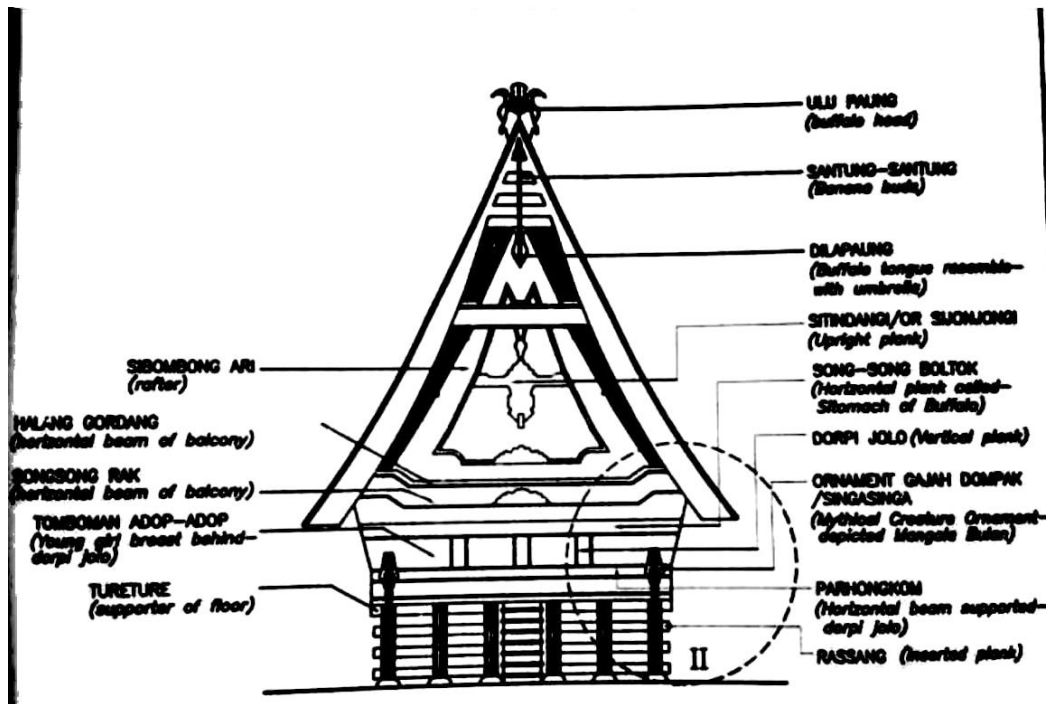 ULU PAUNG
(buffalo head)
SANTUNG-SANTUNG
(Banana buds)
DILAPAUNG
(Buffalo tongue resemble-
with umbrella)
SITINDANGI/OR SIJONJONGI
(Upright plank)
SONG-SONG BOLTOK
(Horizontal plank called-
Sitomach of Buffalo)
DORPI JOLO (Vertical plank)
ORNAMENT GAJAH DOMPAK
/SINGASINGA
(Mythical Creature Ornament-
depicted Mangala Bulan)
PARHONGKOM
(Horizontal beam supported-
dorpi jolo)
RASSANG (inserted plank)
SIBOMBONG ARI
(rafter)
HALANG GORDANG
(horizontal beam of balcony)
SONGSONG RAK
(horizontal beam of balcony)
TOMBOMAN ADOP-ADOP
(Young girl breast behind-
dorpi jolo)
TURETURE
(supporter of floor)
II